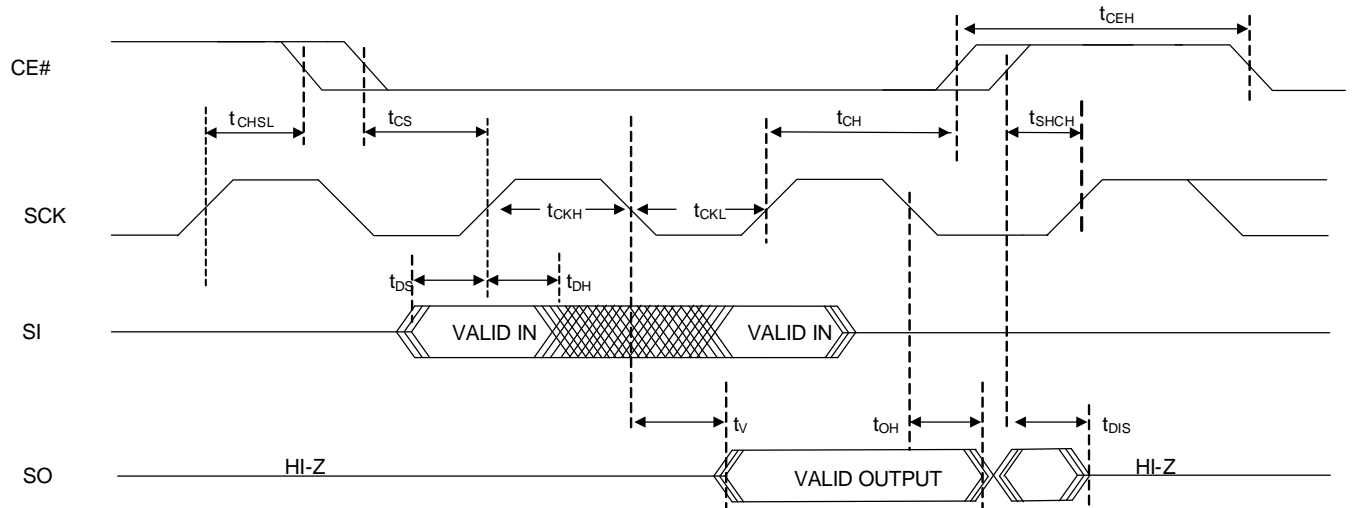 tCEH
CE#
tCHSL
tCS
tCH
tSHCH
SCK
tCKH
tCKL
tDS
tDH
SI
VALID IN
VALID IN
tV
tOH
tDIS
SO
HI-Z
VALID OUTPUT
HI-Z